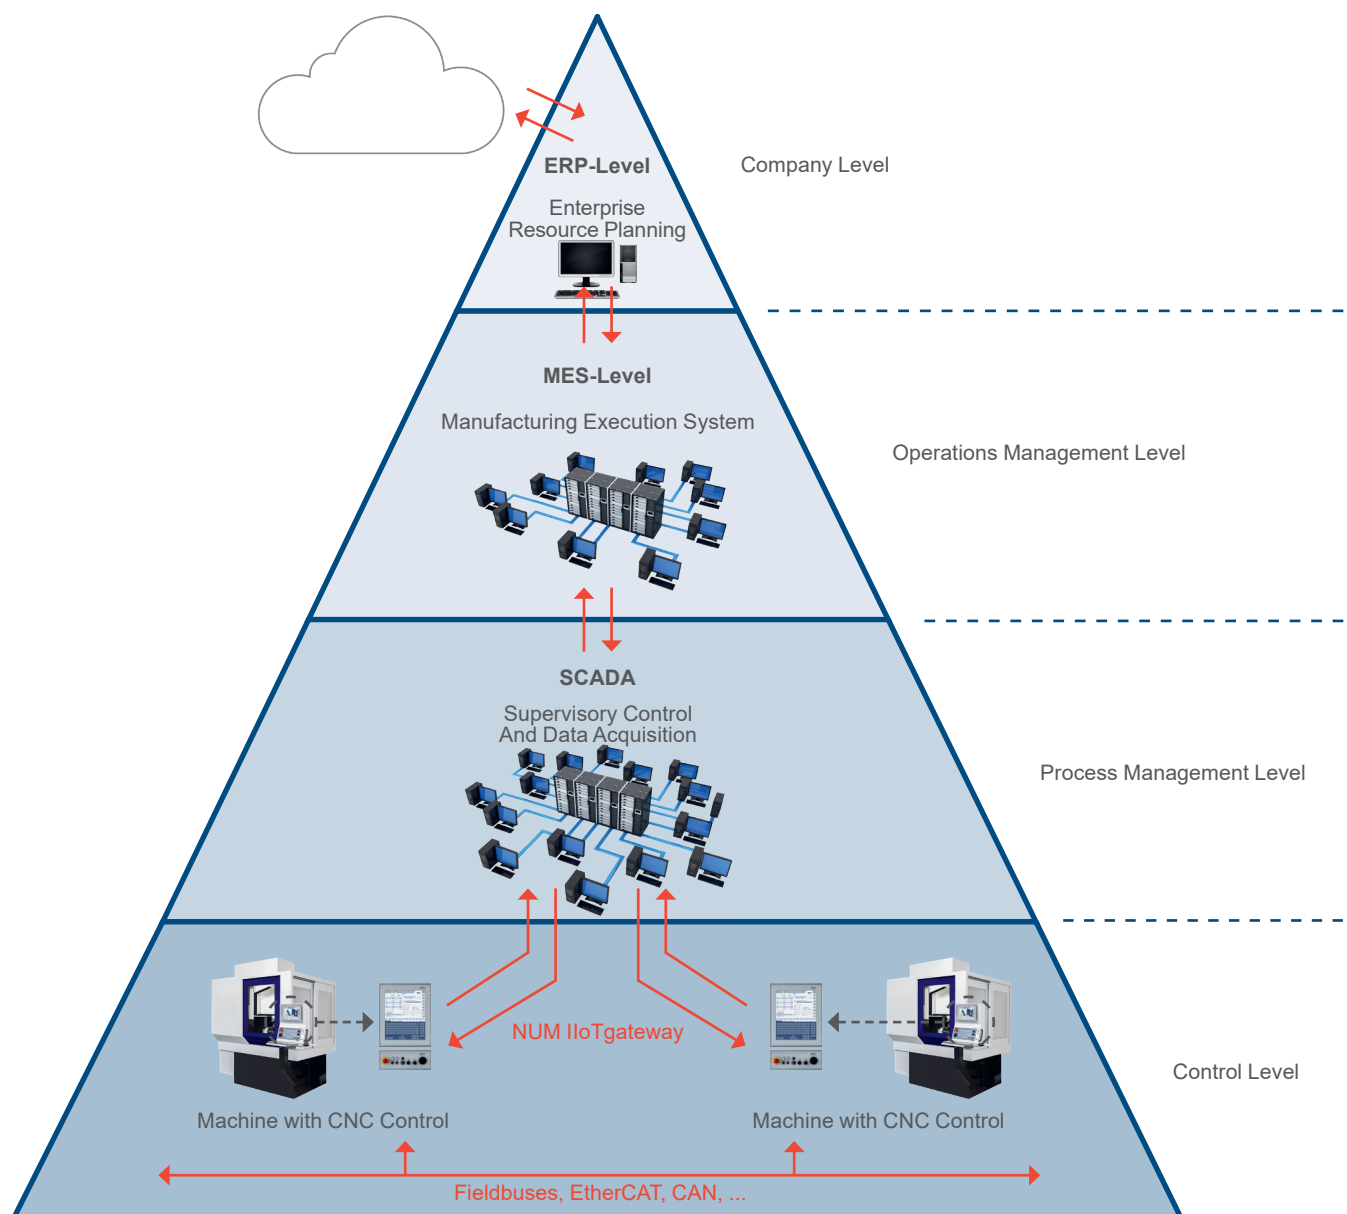 ERP-Level
Company Level
Enterprise
Resource Planning
MES-Level
Manufacturing Execution System
Operations Management Level
SCADA
Supervisory Control
And Data Acquisition
Process Management Level
NUM IIoTgateway
Control Level
Machine with CNC Control
Machine with CNC Control
Fieldbuses, EtherCAT, CAN, ...